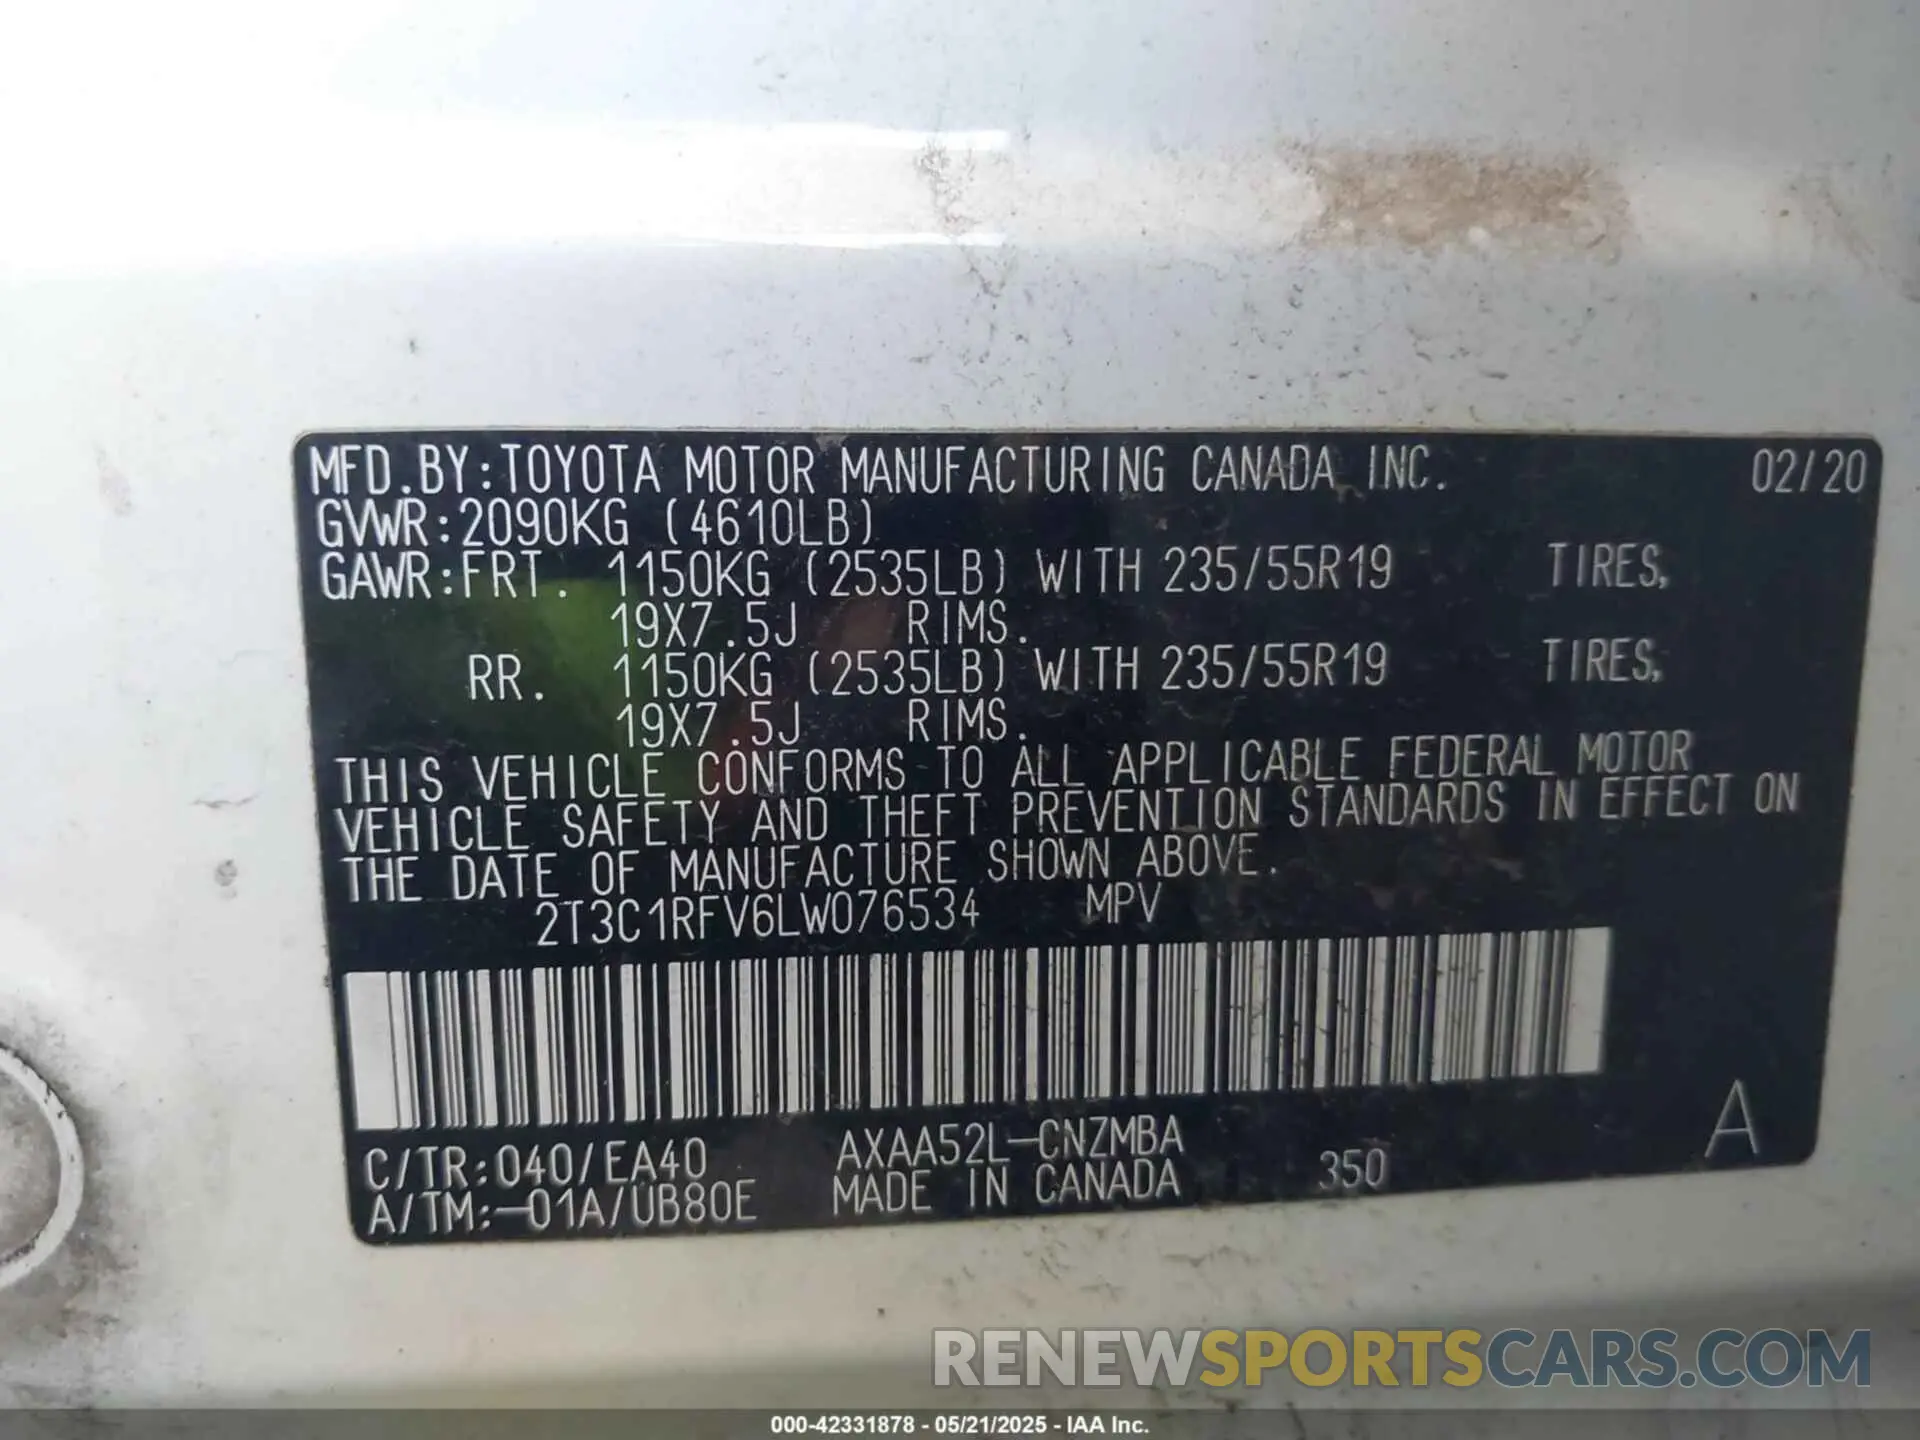 MFD.BY:TOYOTA MOTOR MANUFACTURING CANADA INC. 02/20
GVWR:2090KG (4610LB)
GAWR:FRT. 1150KG (2535LB) WITH 235/55R19 TIRES,
19X7.5J RIMS.
RR. 1150KG (2535LB) WITH 235/55R19 TIRES,
19X7.5J RIMS.
THIS VEHICLE CONFORMS TO ALL APPLICABLE FEDERAL MOTOR
VEHICLE SAFETY AND THEFT PREVENTION STANDARDS IN EFFECT ON
THE DATE OF MANUFACTURE SHOWN ABOVE.
2T3C1RFV6LW076534 MPV
C/TR:040/EA40 AXAA52L-CNZMBA A
A/TM:-01A/UB80E MADE IN CANADA 350
RENEWSPORTSCARS.COM
000-42331878 - 05/21/2025 - IAA Inc.